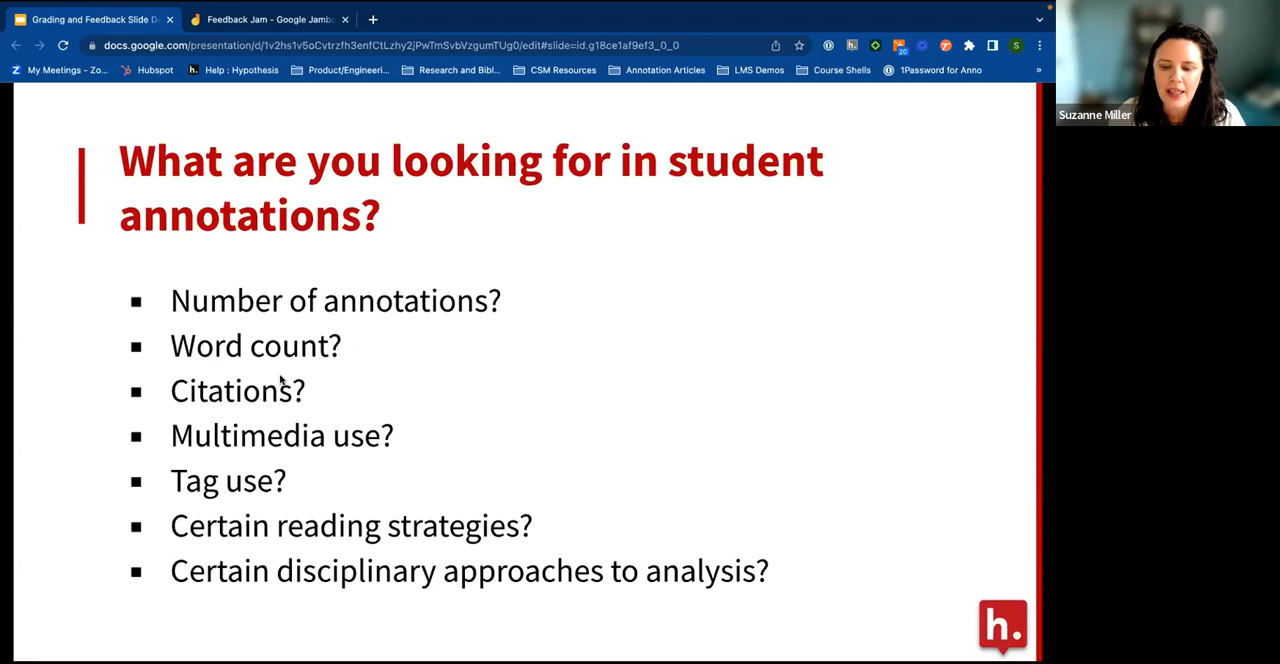 Grading and Feedback Slide D
Feedback Jam - Google Jambo
docs.google.com/presentation/d/1v2hs1v5oCvtrzfh3enfCtLzhy2jPwTmSvbVzgumTUg0/edit#slide=id.g18ce1af9ef3_0_0
20
S
My Meetings - Zo...
Hubspot
h.
Help : Hypothesis
Product/Engineeri...
Research and Bibl...
CSM Resources
Annotation Articles
LMS Demos
Course Shells
1Password for Anno
»
Suzanne Miller
What are you looking for in student
annotations?
▪ Number of annotations?
▪ Word count?
▪ Citations?
▪ Multimedia use?
▪ Tag use?
▪ Certain reading strategies?
▪ Certain disciplinary approaches to analysis?
h.